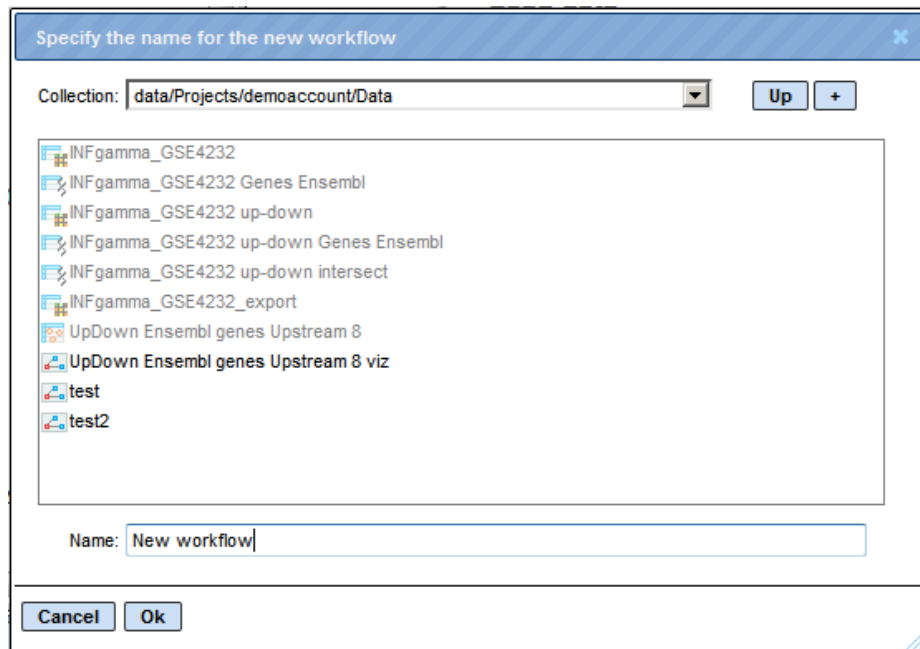 Specify the name for the new workflow
Collection: data/Projects/demoaccount/Data Up +
INFgamma_GSE4232
INFgamma_GSE4232 Genes Ensembl
INFgamma_GSE4232 up-down
INFgamma_GSE4232 up-down Genes Ensembl
INFgamma_GSE4232 up-down intersect
INFgamma_GSE4232_export
UpDown Ensembl genes Upstream 8
UpDown Ensembl genes Upstream 8 viz
test
test2
Name: New workflow
Cancel Ok